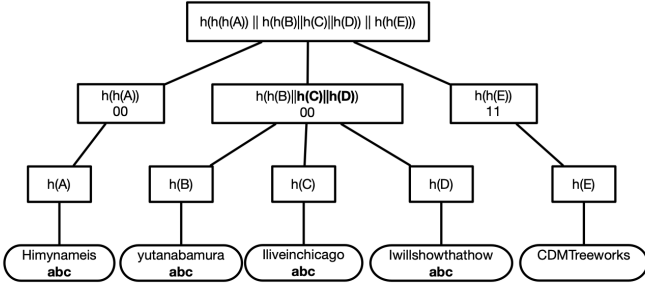 h(h(h(A)) || h(h(B)||h(C)||h(D)) || h(h(E)))
h(h(A))
00
h(h(B)||h(C)||h(D))
00
h(h(E))
11
h(A)
h(B)
h(C)
h(D)
h(E)
Himynameis
abc
yutanabamura
abc
Iliveinchicago
abc
Iwillshowthathow
abc
CDMTreeworks